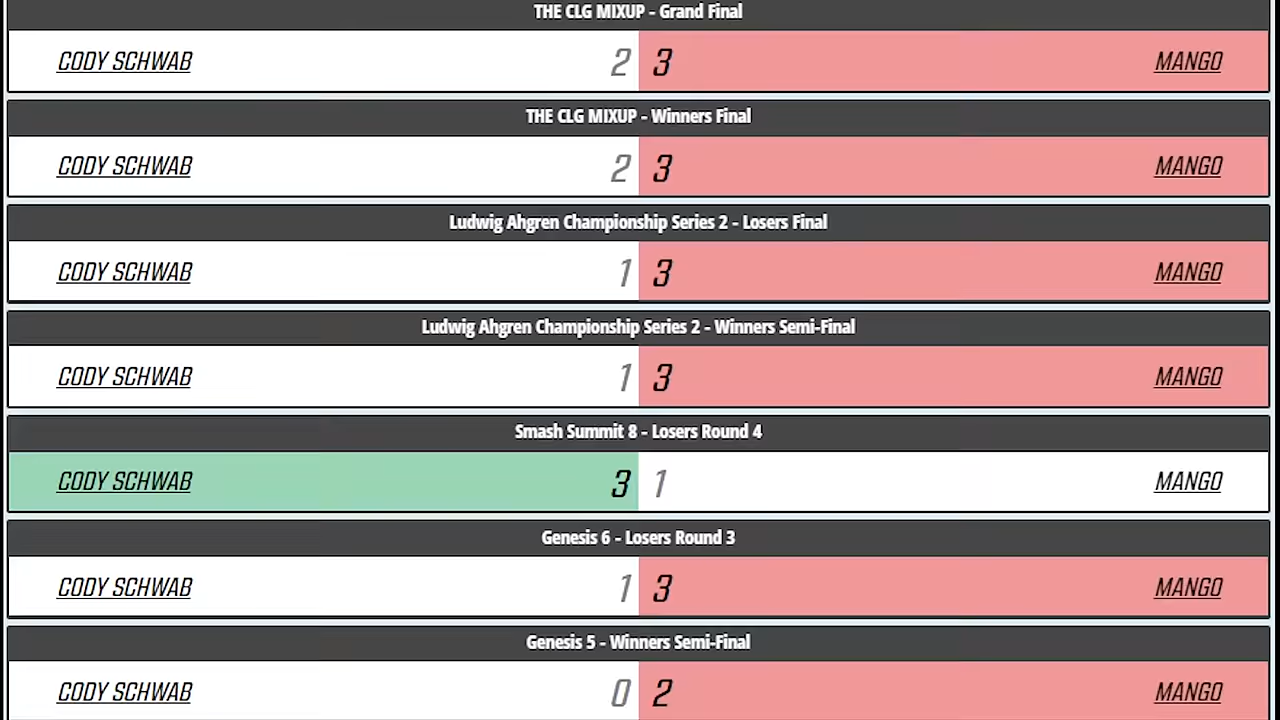 THE CLG MIXUP - Grand Final
CODY SCHWAB 2 3 MANGO
THE CLG MIXUP - Winners Final
CODY SCHWAB 2 3 MANGO
Ludwig Ahgren Championship Series 2 - Losers Final
CODY SCHWAB 1 3 MANGO
Ludwig Ahgren Championship Series 2 - Winners Semi-Final
CODY SCHWAB 1 3 MANGO
Smash Summit 8 - Losers Round 4
CODY SCHWAB 3 1 MANGO
Genesis 6 - Losers Round 3
CODY SCHWAB 1 3 MANGO
Genesis 5 - Winners Semi-Final
CODY SCHWAB 0 2 MANGO